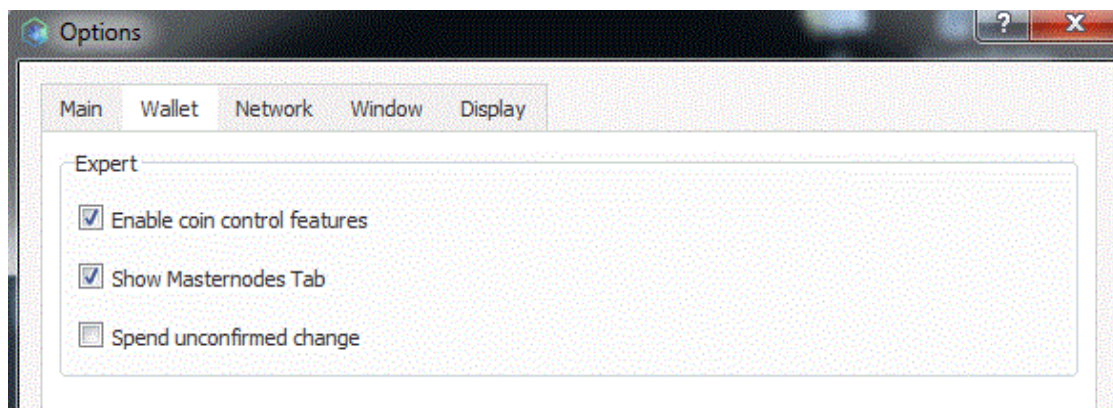 Options
?
X
Main Wallet Network Window Display
Expert
Enable coin control features
Show Masternodes Tab
Spend unconfirmed change